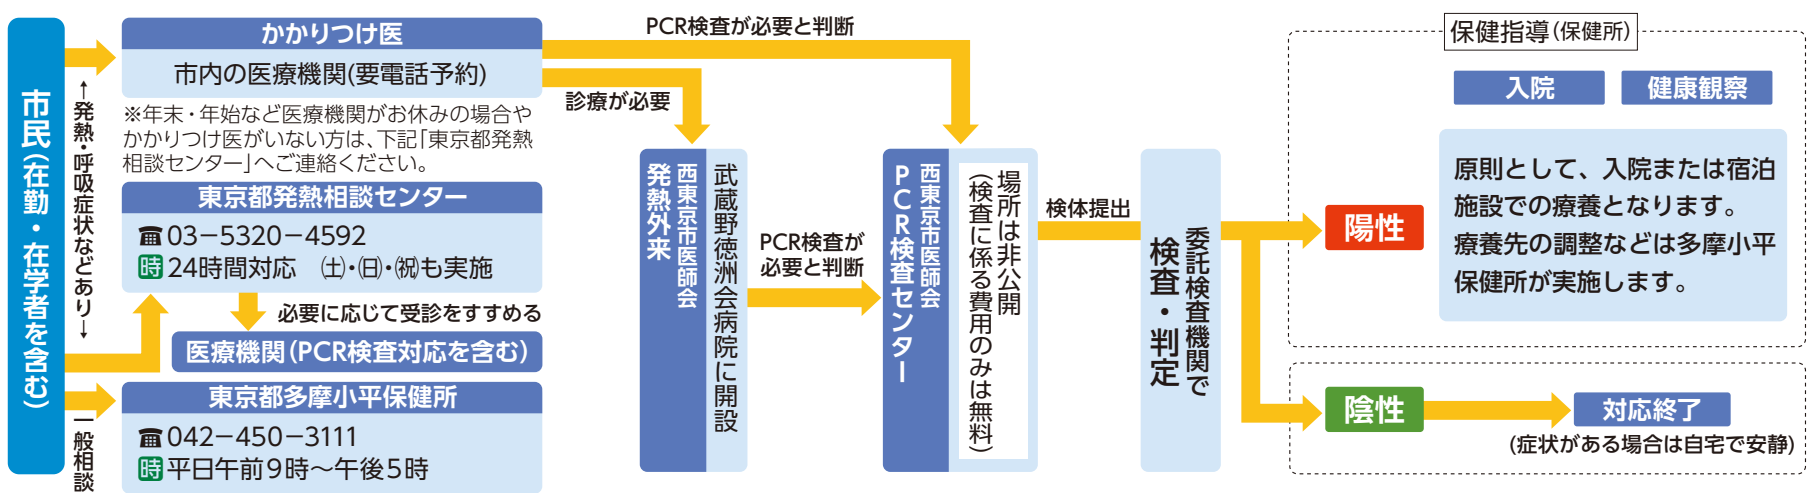 市民(在勤・在学者を含む)
←発熱・呼吸症状などあり→
一般相談
かかりつけ医
市内の医療機関(要電話予約)
※年末・年始など医療機関がお休みの場合や
かかりつけ医がいない方は、下記「東京都発熱
相談センター」へご連絡ください。
東京都発熱相談センター
☎03－5320－4592
時 24時間対応　㈯・㈰・㈷も実施
必要に応じて受診をすすめる
医療機関(PCR検査対応を含む)
東京都多摩小平保健所
☎042－450－3111
時 平日午前9時～午後5時
PCR検査が必要と判断
診療が必要
西東京市医師会
発熱外来
武蔵野徳洲会病院に開設
PCR検査が
必要と判断
西東京市医師会
PCR検査センター
場所は非公開
(検査に係る費用のみは無料)
検体提出
委託検査機関で
検査・判定
保健指導(保健所)
入院
健康観察
陽性
原則として、入院または宿泊
施設での療養となります。
療養先の調整などは多摩小平
保健所が実施します。
陰性
対応終了
(症状がある場合は自宅で安静)